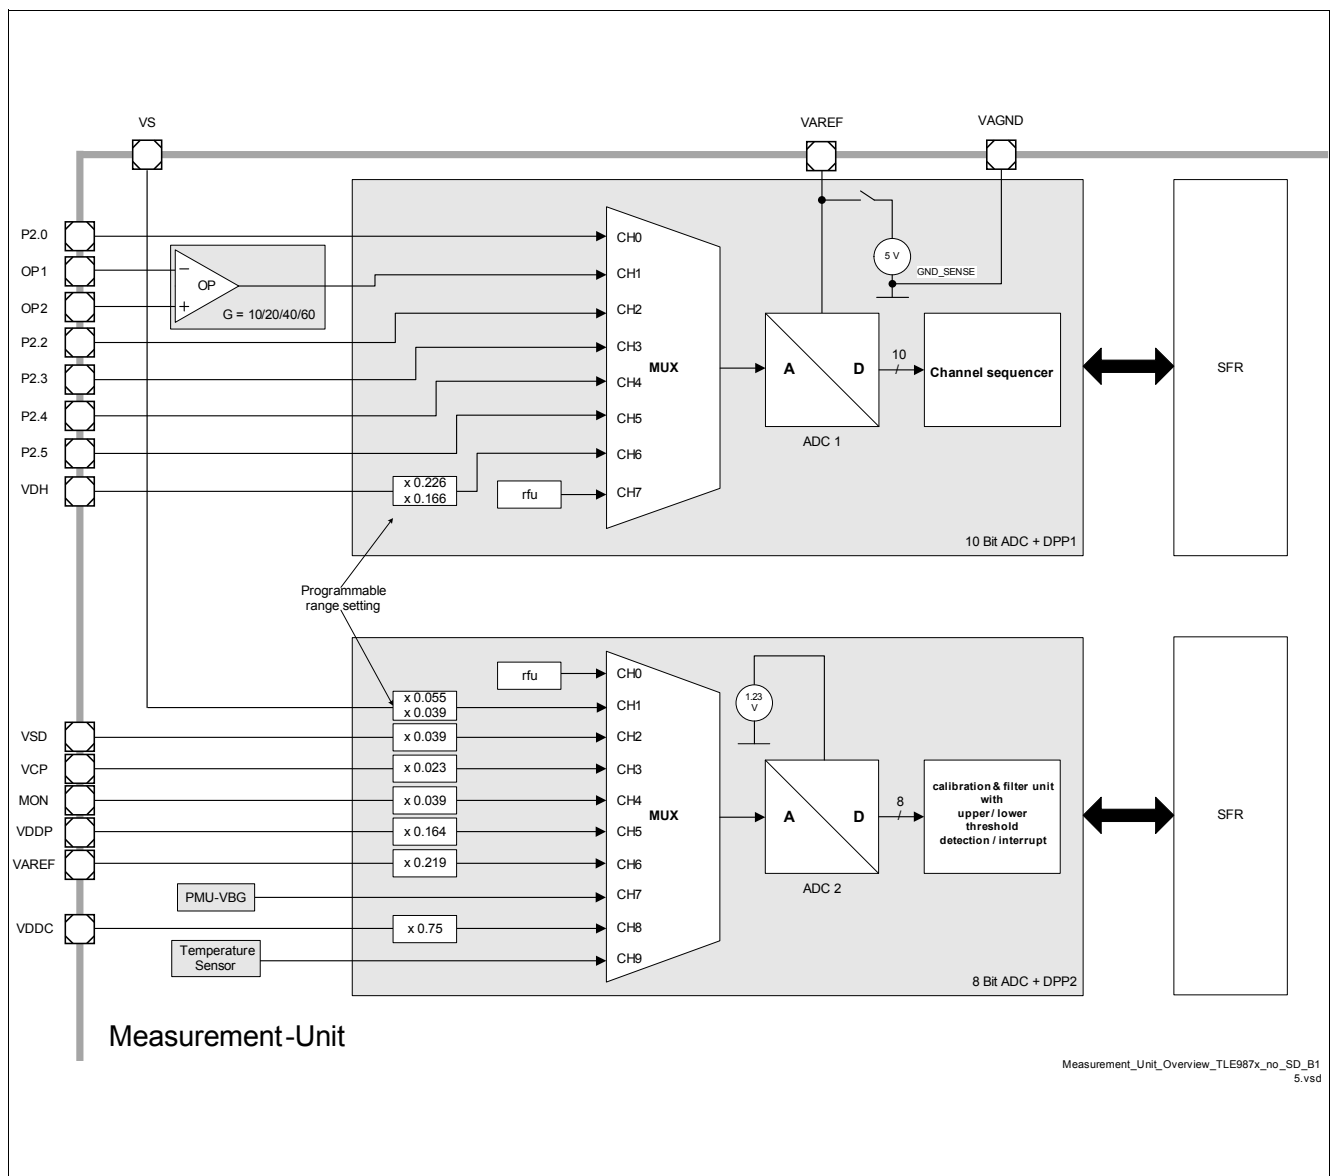 VS
VAREF
VAGND
P2.0
OP1
OP2
P2.2
P2.3
P2.4
P2.5
VDH
−
OP
+
G = 10/20/40/60
CH0
CH1
CH2
CH3
CH4
CH5
CH6
CH7
MUX
x 0.226
x 0.166
rfu
5 V
GND_SENSE
A
D
ADC 1
10
Channel sequencer
SFR
10 Bit ADC + DPP1
Programmable
range setting
VSD
VCP
MON
VDDP
VAREF
VDDC
PMU-VBG
Temperature
Sensor
rfu
x 0.055
x 0.039
x 0.039
x 0.023
x 0.039
x 0.164
x 0.219
x 0.75
CH0
CH1
CH2
CH3
CH4
CH5
CH6
CH7
CH8
CH9
MUX
1.23
V
A
D
ADC 2
8
calibration & filter unit
with
upper / lower
threshold
detection / interrupt
SFR
8 Bit ADC + DPP2
Measurement-Unit
Measurement_Unit_Overview_TLE987x_no_SD_B1
5.vsd